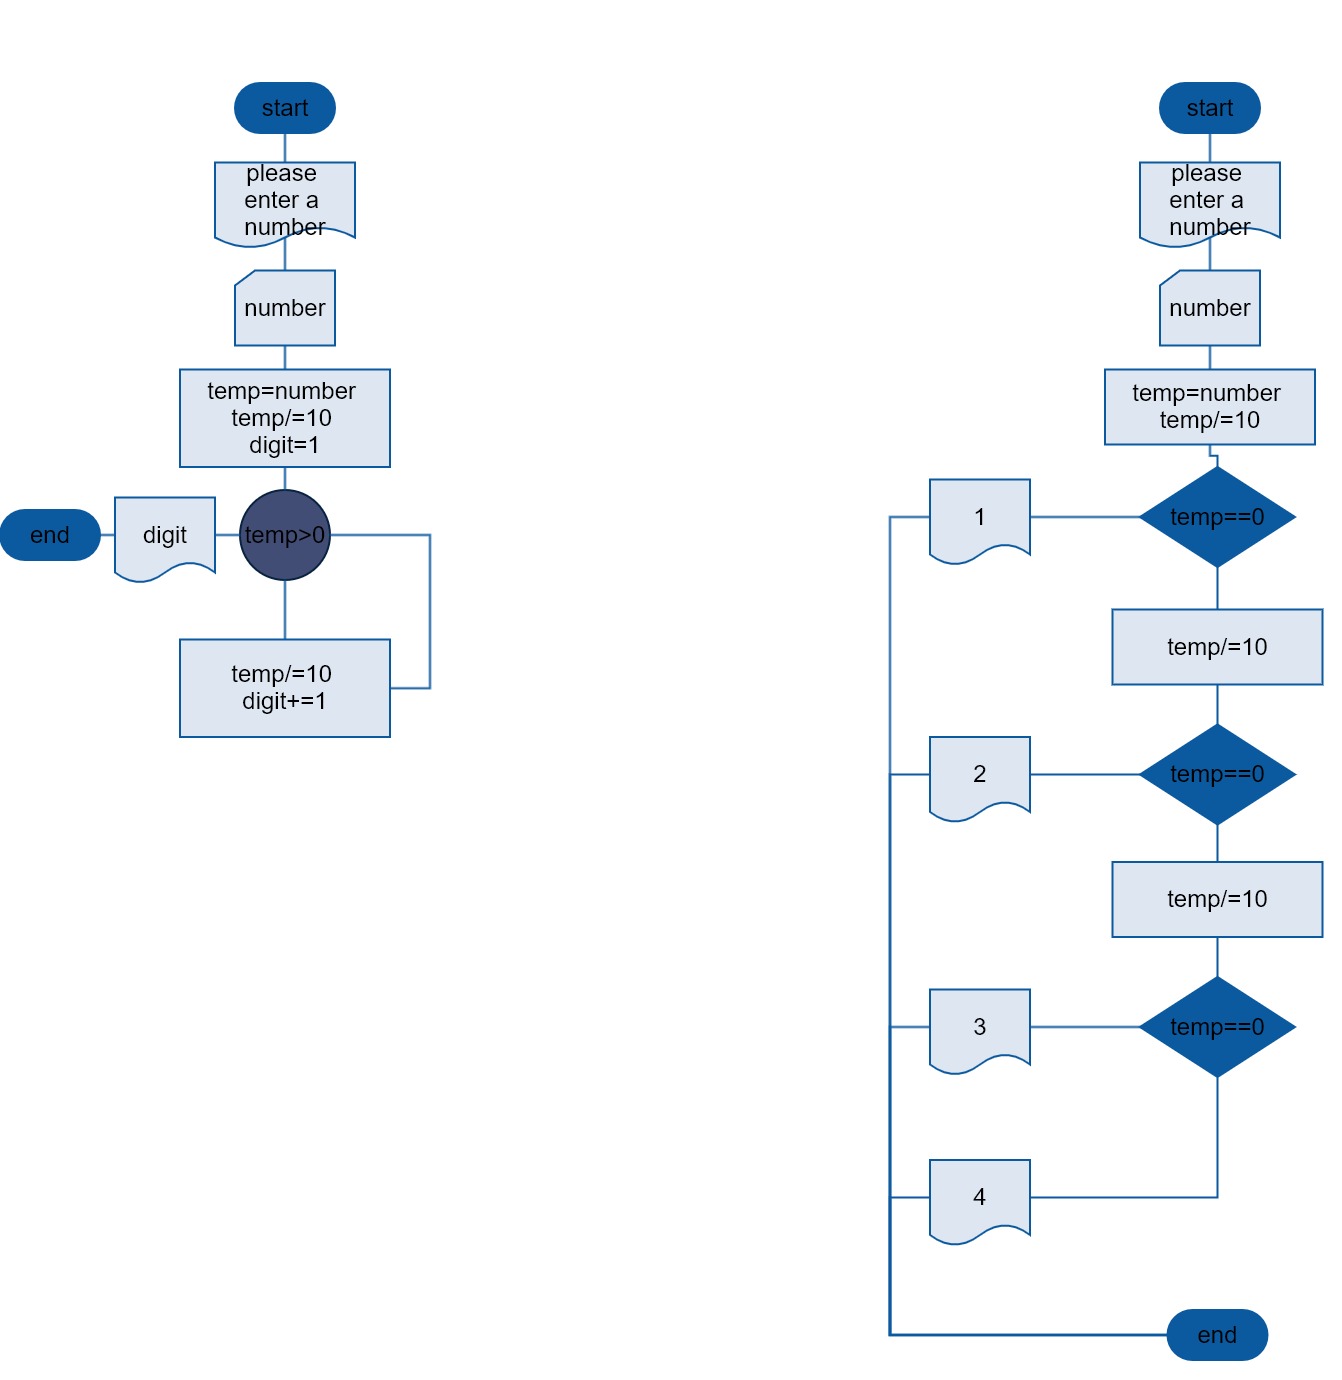 start
please
enter a
number
number
temp=number
temp/=10
digit=1
end
digit
temp>0
temp/=10
digit+=1
start
please
enter a
number
number
temp=number
temp/=10
1
temp==0
temp/=10
2
temp==0
temp/=10
3
temp==0
4
end